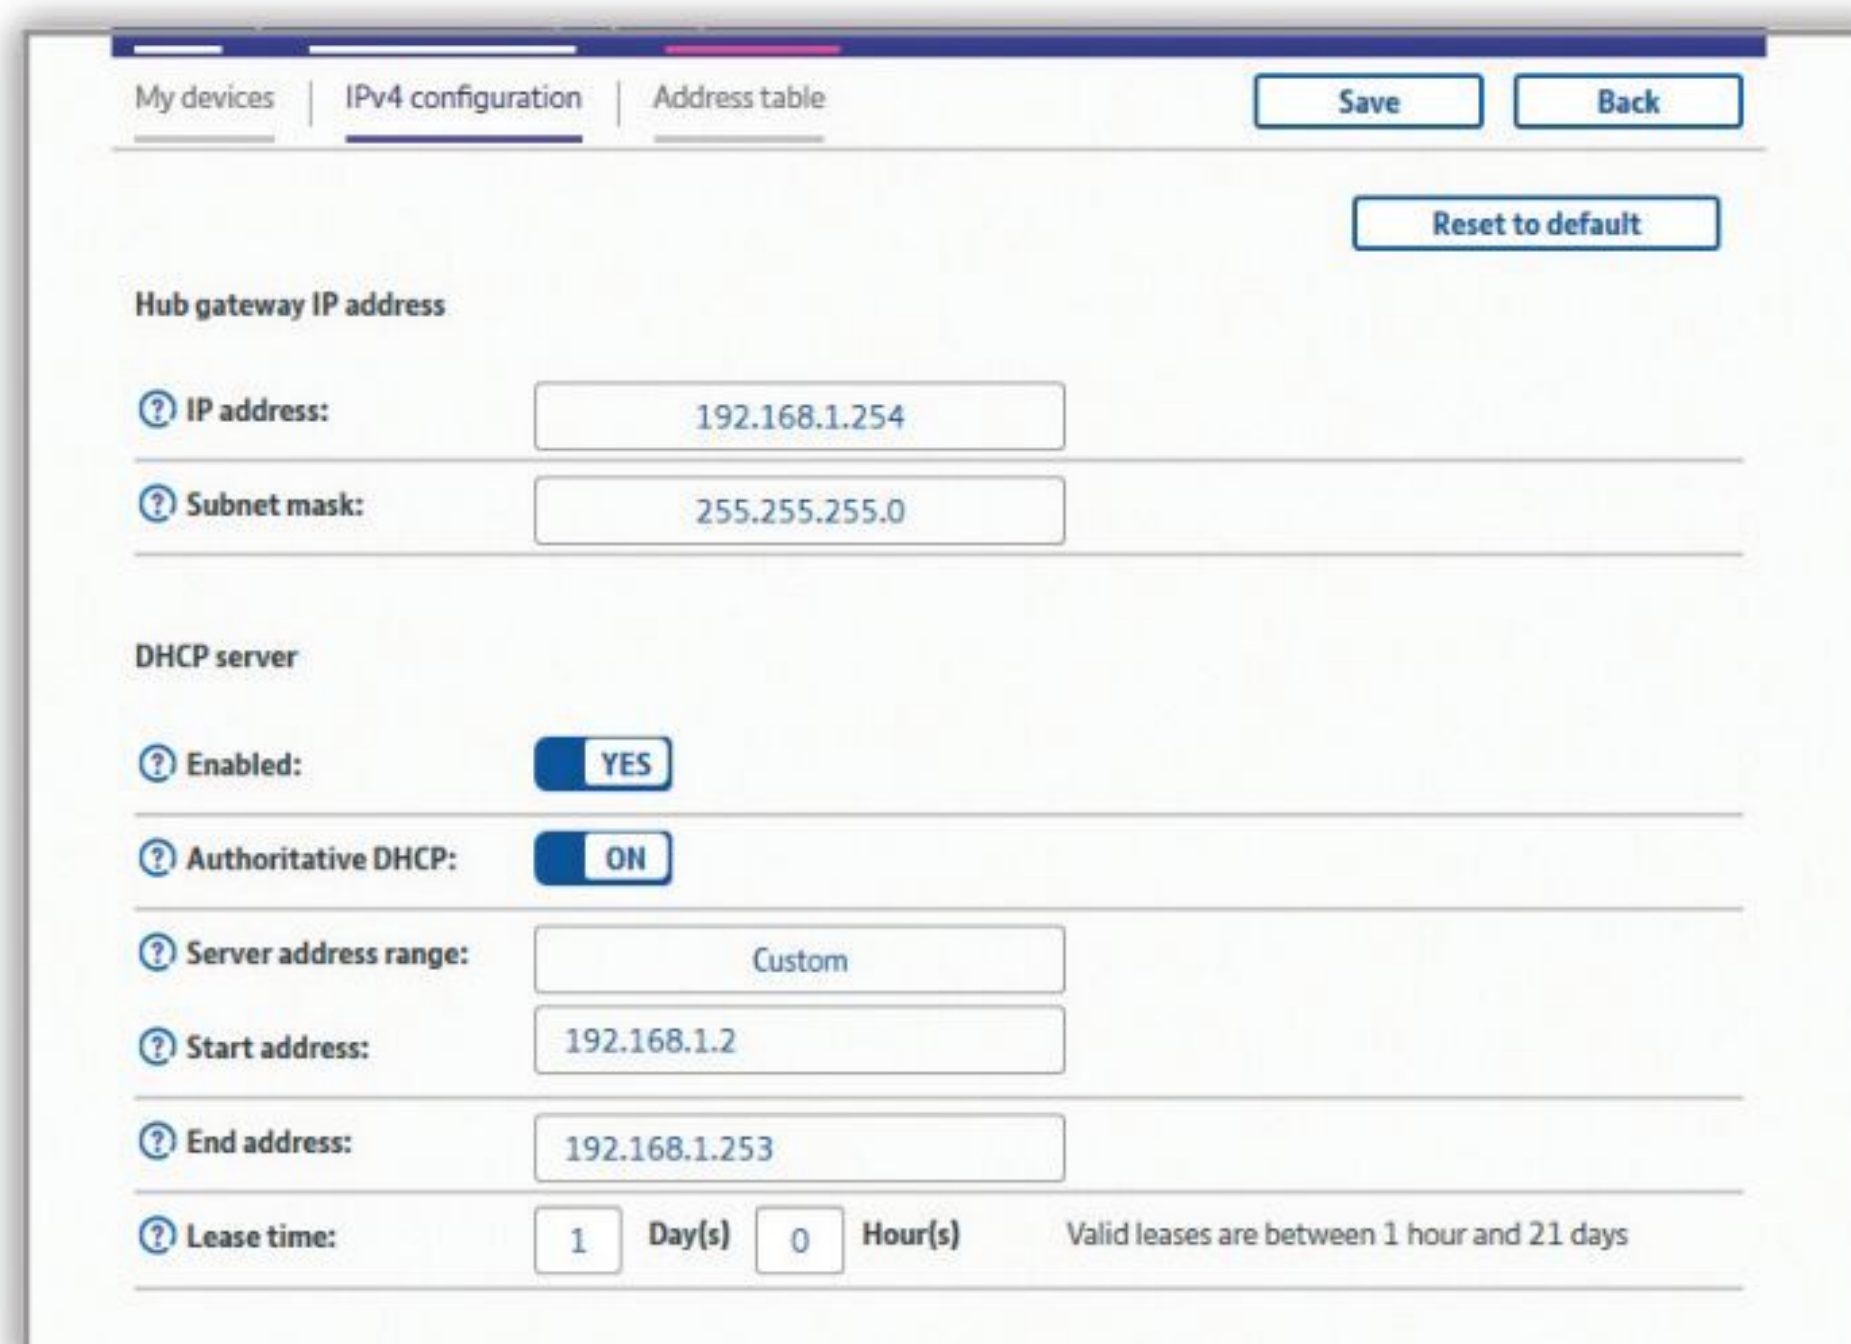 My devices IPv4 configuration Address table Save Back
Reset to default
Hub gateway IP address
IP address: 192.168.1.254
Subnet mask: 255.255.255.0
DHCP server
Enabled: YES
Authoritative DHCP: ON
Server address range: Custom
Start address: 192.168.1.2
End address: 192.168.1.253
Lease time: 1 Day(s) 0 Hour(s) Valid leases are between 1 hour and 21 days